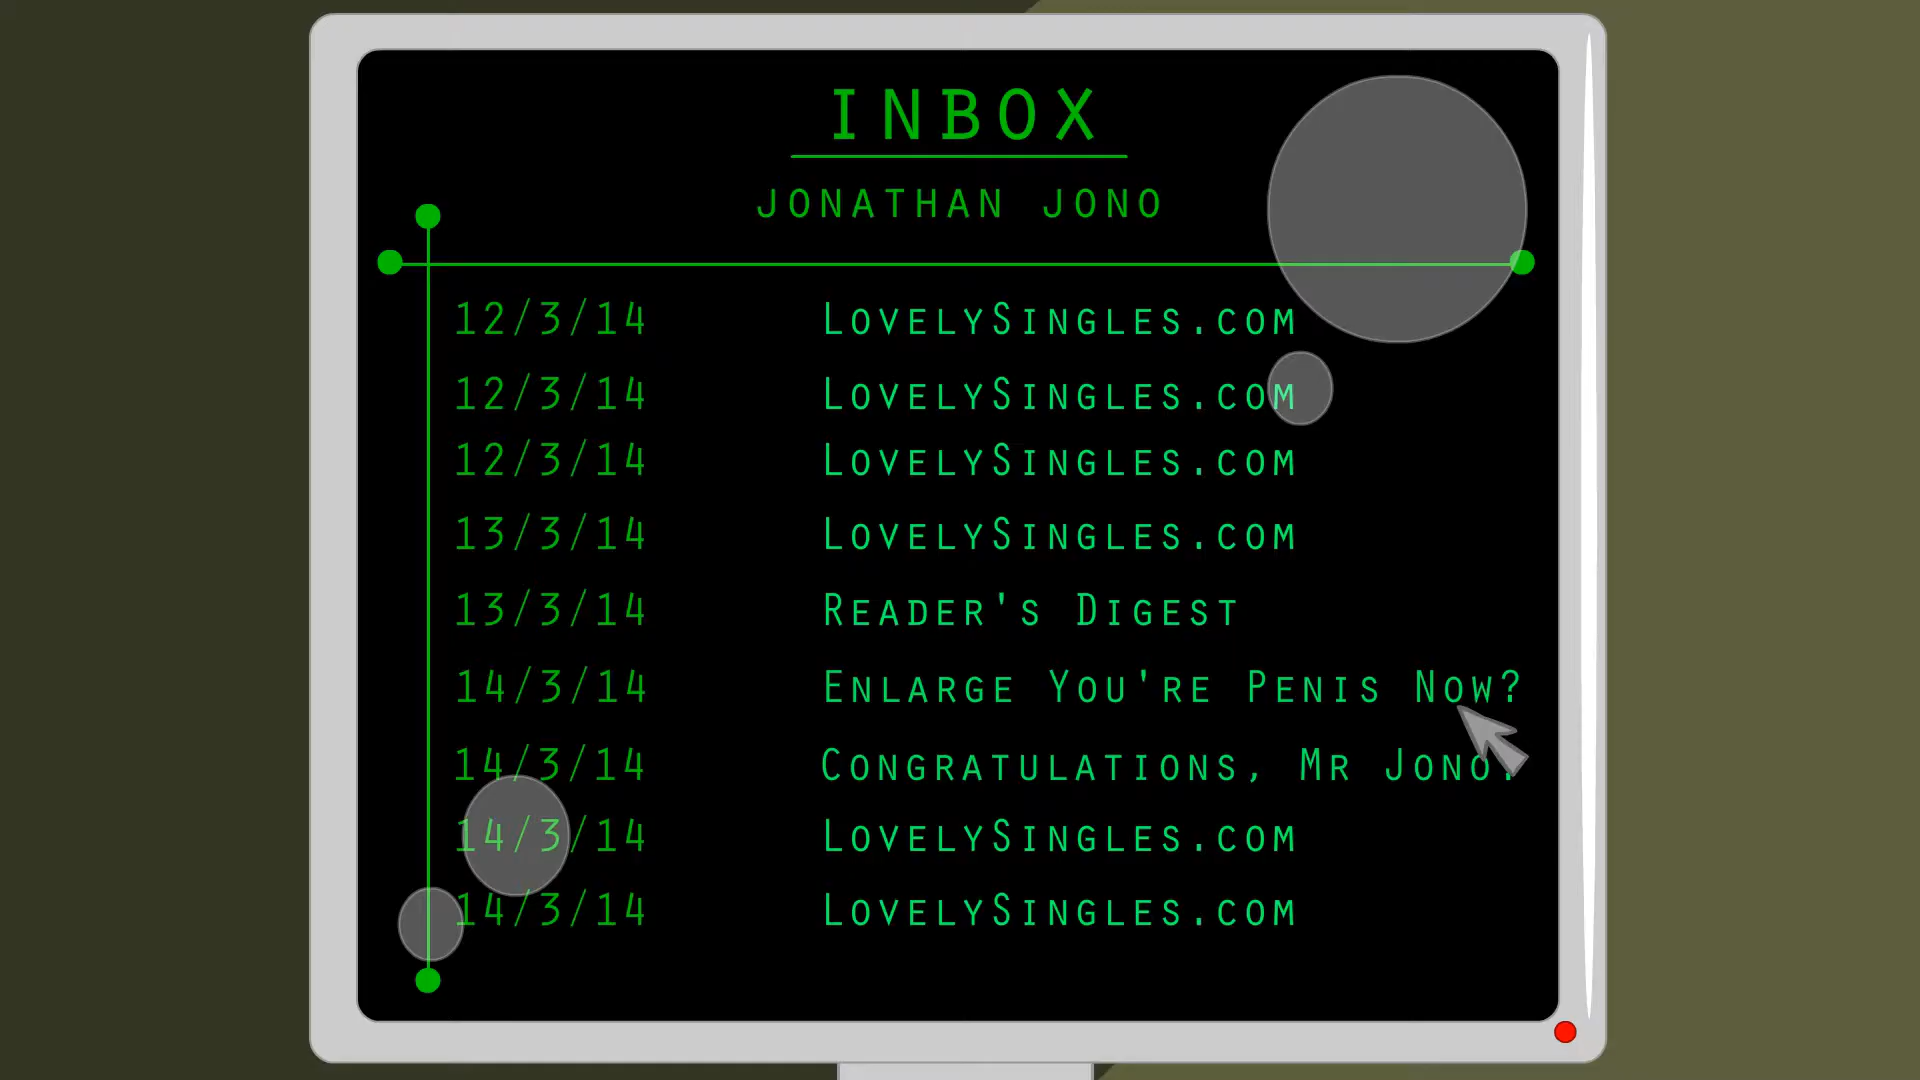 INBOX
JONATHAN JONO
12/3/14 LOVELYSINGLES.COM
12/3/14 LOVELYSINGLES.COM
12/3/14 LOVELYSINGLES.COM
13/3/14 LOVELYSINGLES.COM
13/3/14 READER'S DIGEST
14/3/14 ENLARGE YOU'RE PENIS NOW?
14/3/14 CONGRATULATIONS, MR JONO.
14/3/14 LOVELYSINGLES.COM
14/3/14 LOVELYSINGLES.COM